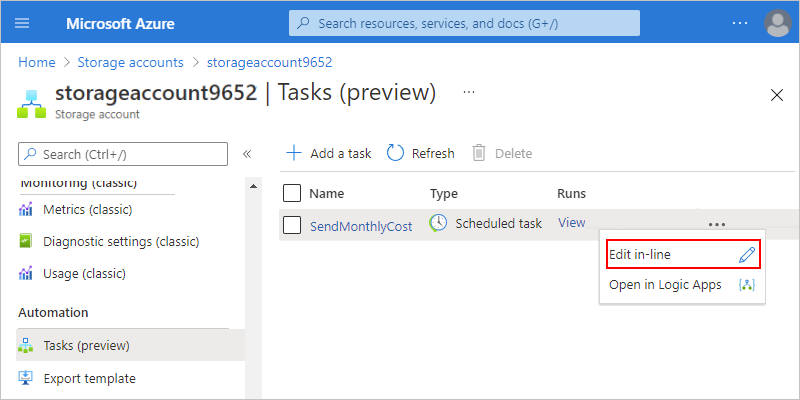 Microsoft Azure
Search resources, services, and docs (G+/)
...
Home > Storage accounts > storageaccount9652
storageaccount9652 | Tasks (preview) ...
Storage account
Search (Ctrl+/) «
Add a task Refresh Delete
Monitoring (classic)
Metrics (classic)
Diagnostic settings (classic)
Usage (classic)
Automation
Tasks (preview)
Export template
Name Type Runs
SendMonthlyCost Scheduled task View ...
Edit in-line
Open in Logic Apps